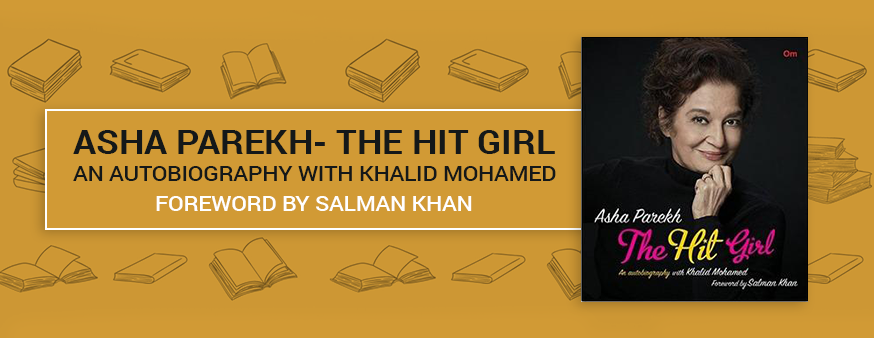 ASHA PAREKH- THE HIT GIRL
AN AUTOBIOGRAPHY WITH KHALID MOHAMED
FOREWORD BY SALMAN KHAN
Om
Asha Parekh
The Hit Girl
An autobiography with Khalid Mohamed
Foreword by Salman Khan